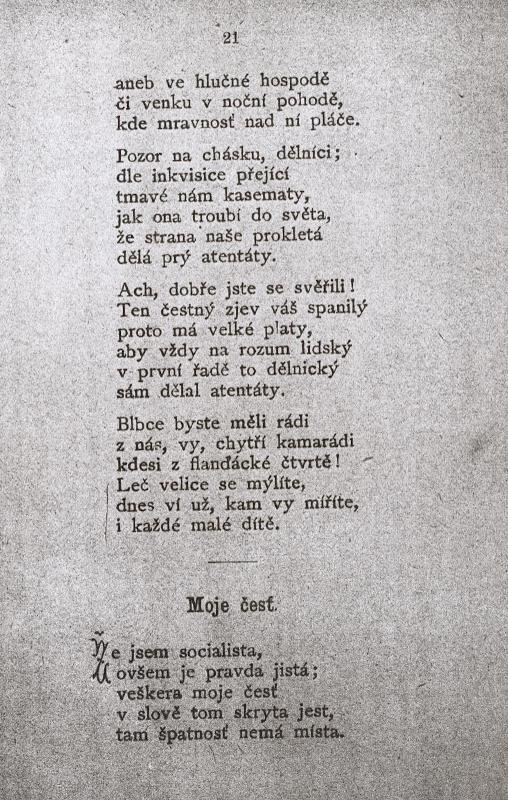 21
aneb ve hlučné hospodě
či venku v noční pohodě,
kde mravnosť nad ní pláče.
Pozor na chásku, dělníci;
dle inkvisice přející
tmavé nám kasematy,
jak ona troubí do světa,
že strana naše prokletá
dělá prý atentáty.
Ach, dobře jste se svěřili!
Ten čestný zjev váš spanilý
proto má velké platy,
aby vždy na rozum lidský
v první řadě to dělnický
sám dělal atentáty.
Blbce byste měli rádi
z nás, vy, chytří kamarádi
kdesi z flanďácké čtvrtě!
Leč velice se mýlíte,
dnes ví už, kam vy míříte,
i každé malé dítě.
Moje česť.
Že jsem socialista,
ovšem je pravda jistá;
veškera moje česť
v slově tom skryta jest,
tam špatnosť nemá místa.